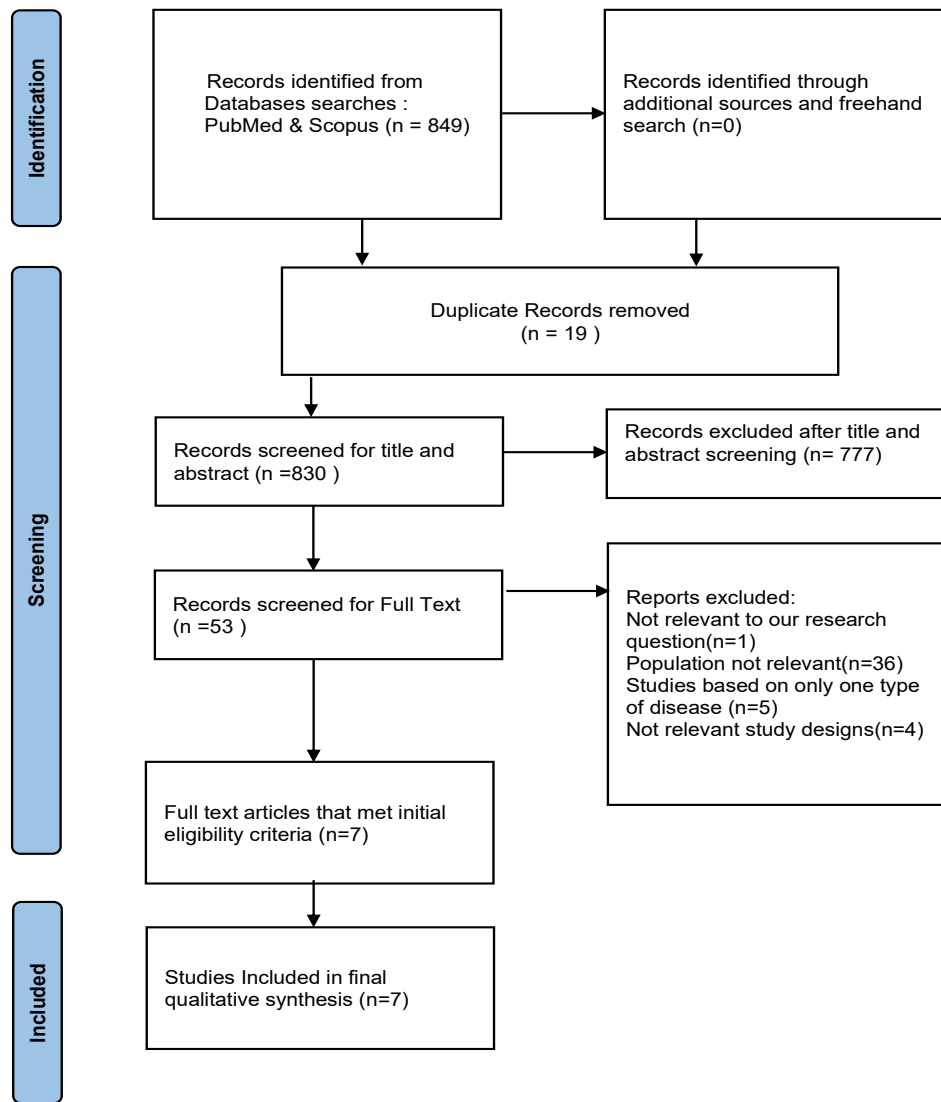 Identification
Records identified from
Databases searches :
PubMed & Scopus (n = 849)
Records identified through
additional sources and freehand
search (n=0)
Screening
Duplicate Records removed
(n = 19 )
Records screened for title and
abstract (n =830 )
Records excluded after title and
abstract screening (n= 777)
Records screened for Full Text
(n =53 )
Reports excluded:
Not relevant to our research
question(n=1)
Population not relevant(n=36)
Studies based on only one type
of disease (n=5)
Not relevant study designs(n=4)
Full text articles that met initial
eligibility criteria (n=7)
Included
Studies Included in final
qualitative synthesis (n=7)